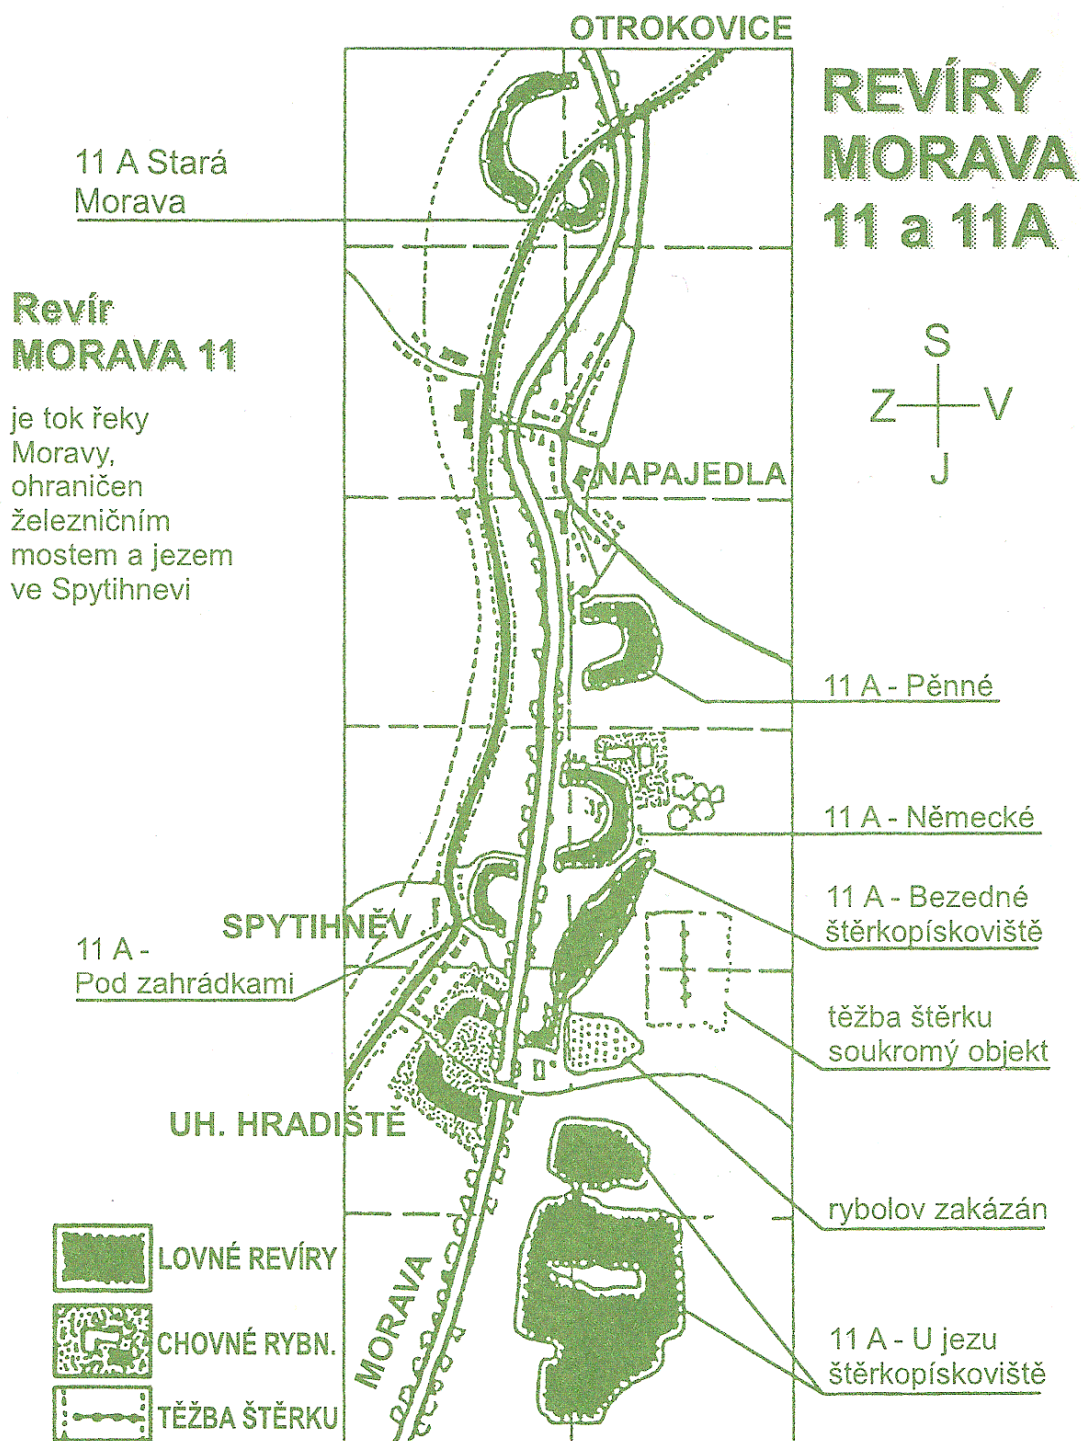 OTROKOVICE
REVÍRY
MORAVA
11 a 11A
11 A Stará
Morava
Revír
MORAVA 11
je tok řeky
Moravy,
ohraničen
železničním
mostem a jezem
ve Spytihnevi
S
Z
V
J
NAPAJEDLA
11 A - Pěnné
11 A - Německé
11 A - Bezedné
štěrkopískoviště
SPYTIHNĚV
11 A -
Pod zahrádkami
těžba štěrku
soukromý objekt
UH. HRADIŠTĚ
rybolov zakázán
LOVNÉ REVÍRY
CHOVNÉ RYBN.
TĚŽBA ŠTĚRKU
MORAVA
11 A - U jezu
štěrkopískoviště